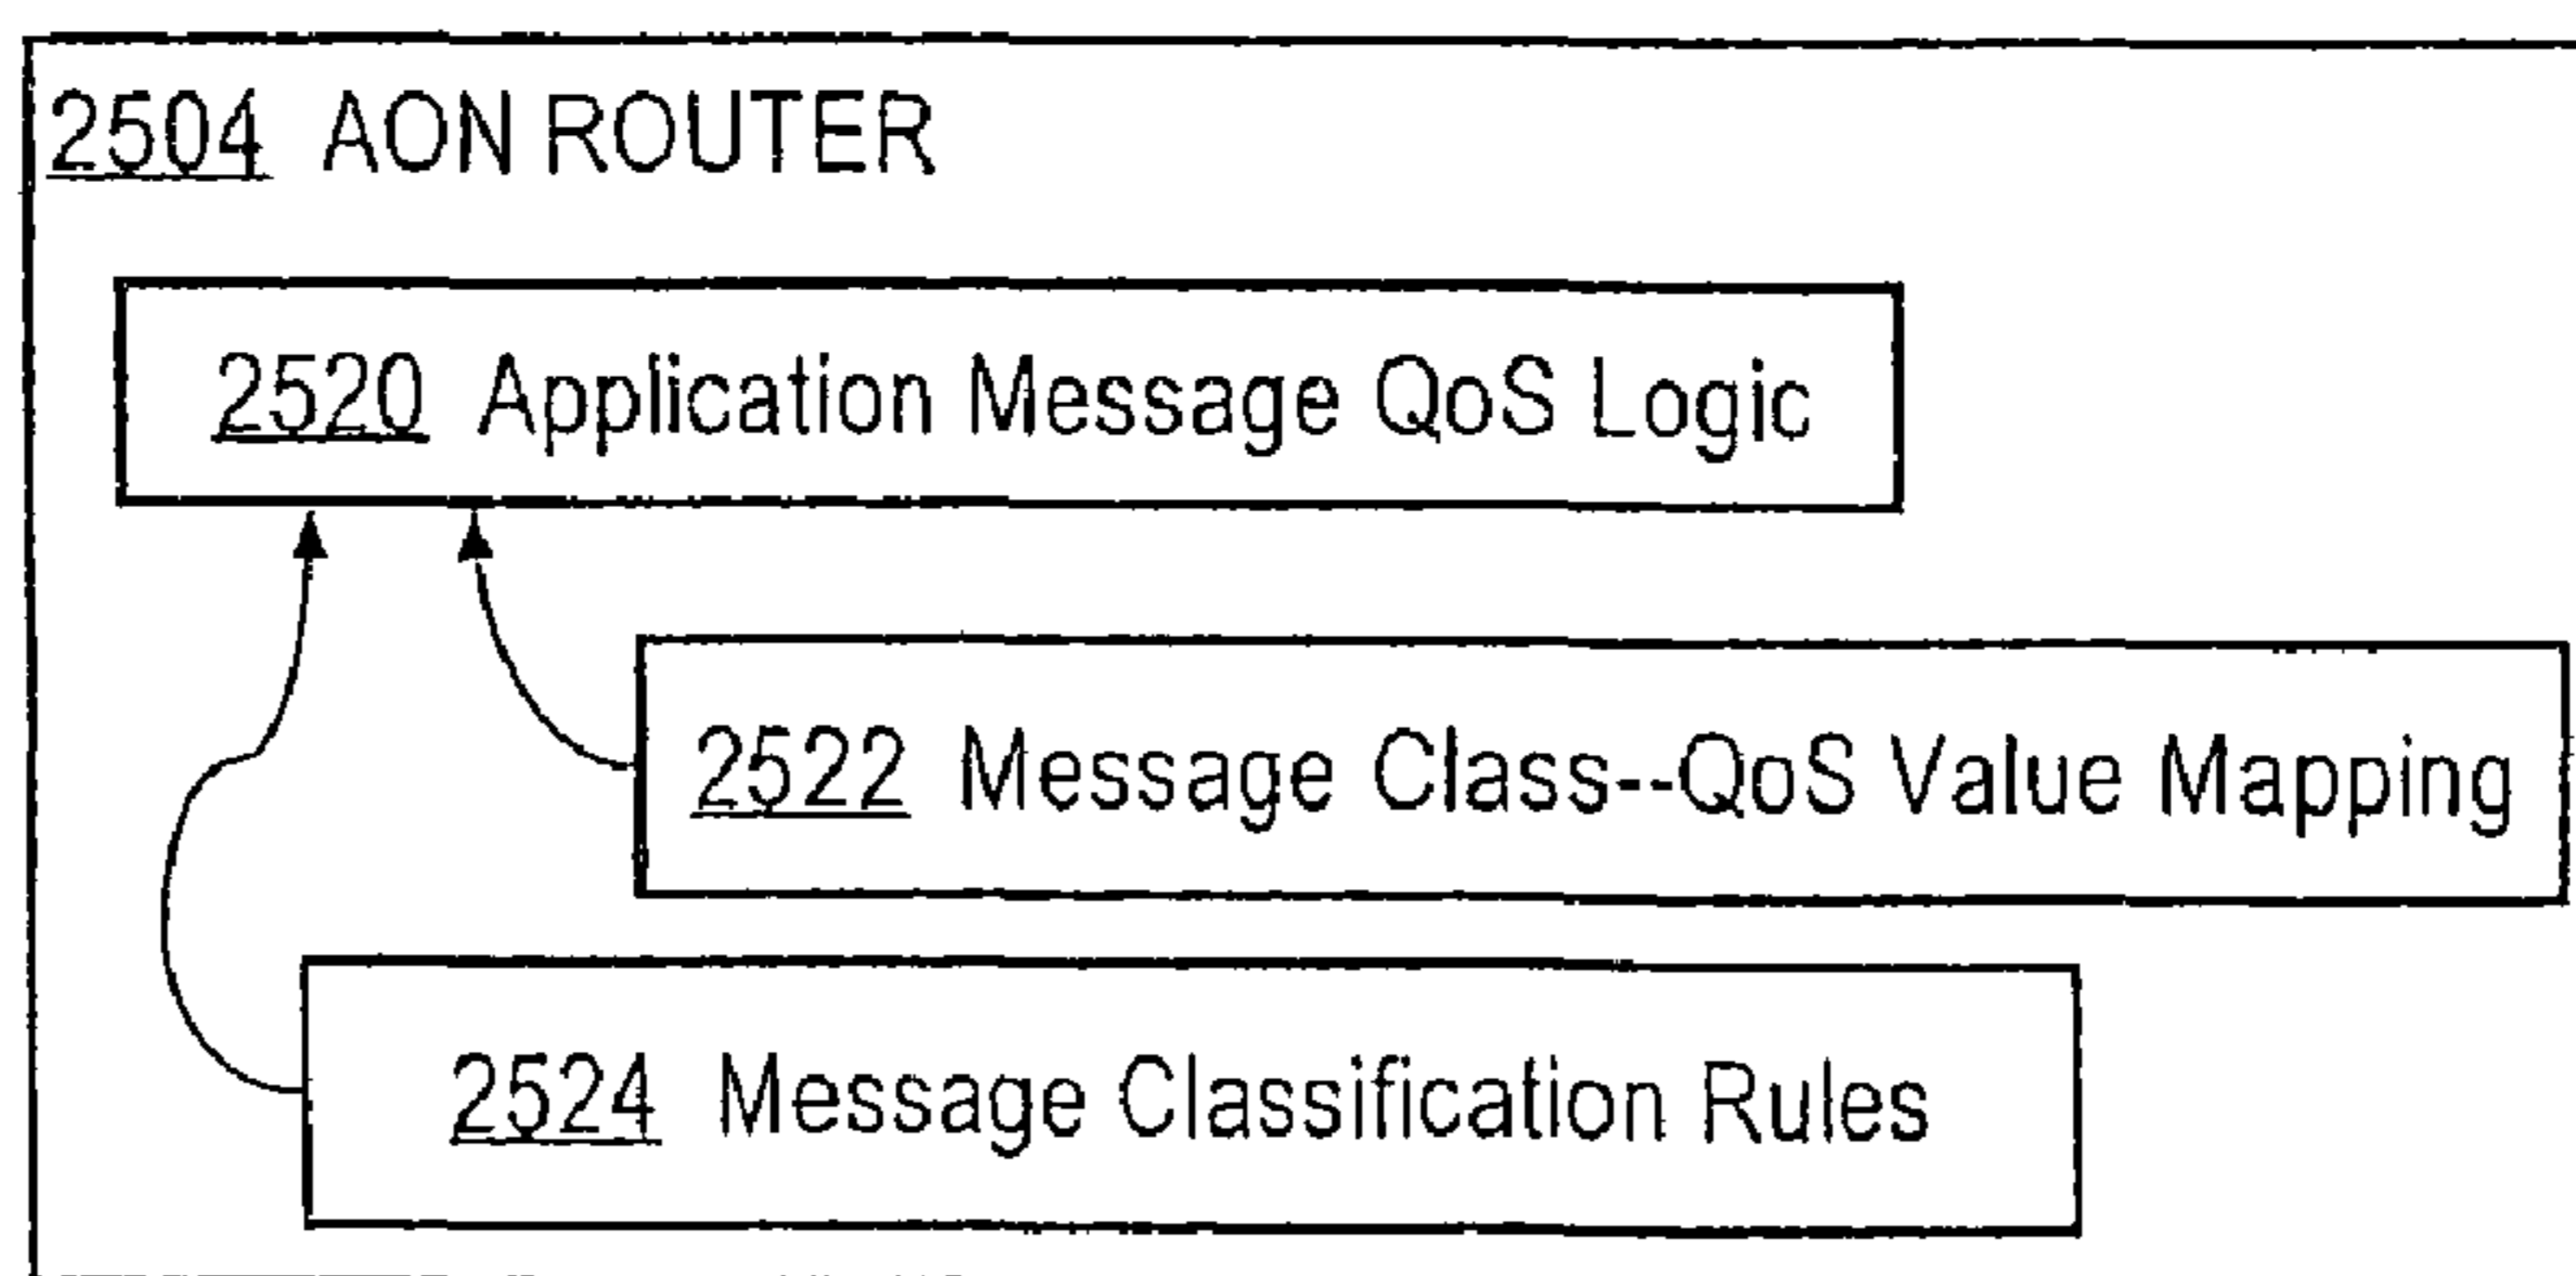 2504 AON ROUTER
2520 Application Message QoS Logic
2522 Message Class--QoS Value Mapping
2524 Message Classification Rules